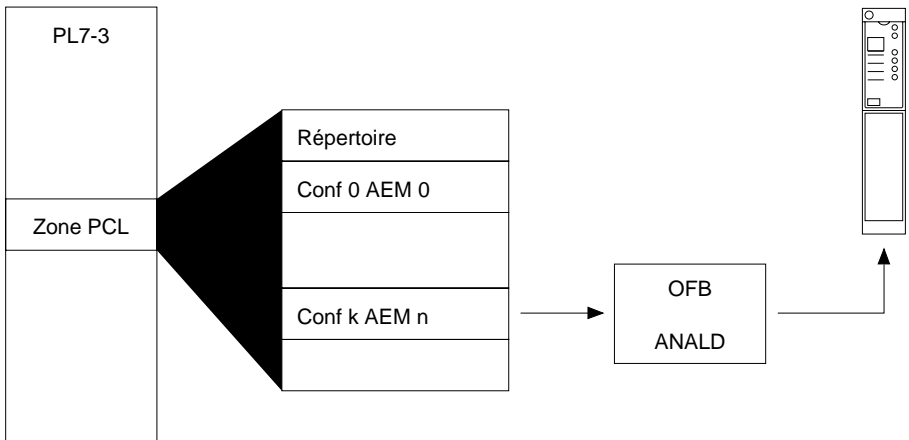 PL7-3
Zone PCL
Répertoire
Conf 0 AEM 0
Conf k AEM n
OFB
ANALD